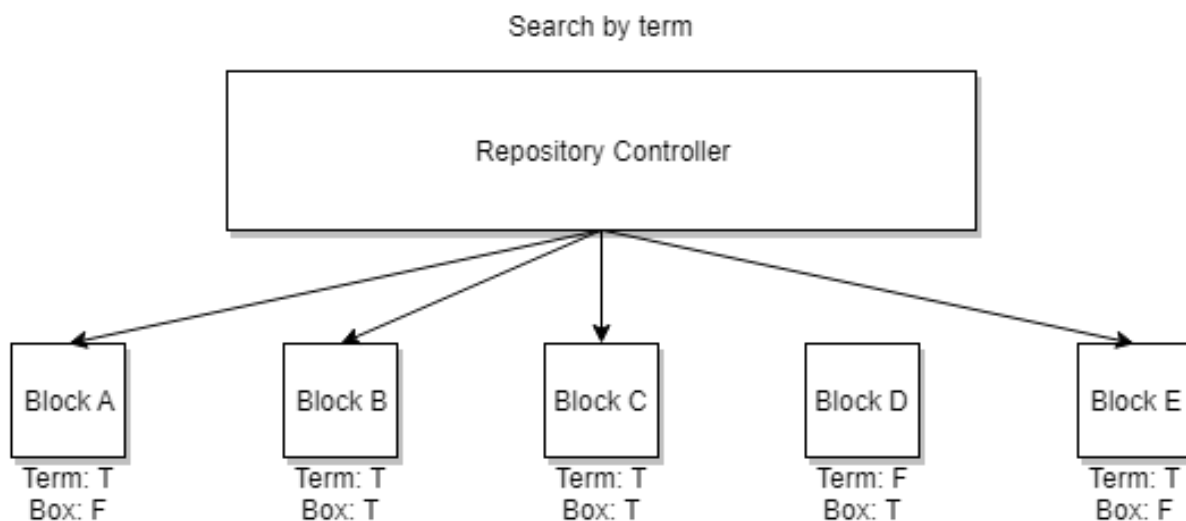 Search by term
Repository Controller
Block A
Block B
Block C
Block D
Block E
Term: T
Box: F
Term: T
Box: T
Term: T
Box: T
Term: F
Box: T
Term: T
Box: F